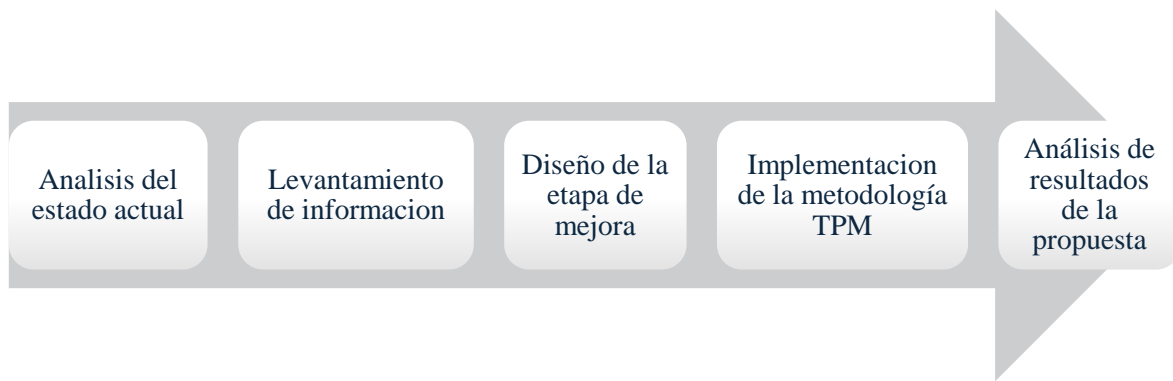 Analisis del
estado actual
Levantamiento
de informacion
Diseño de la
etapa de
mejora
Implementacion
de la metodología
TPM
Análisis de
resultados
de la
propuesta